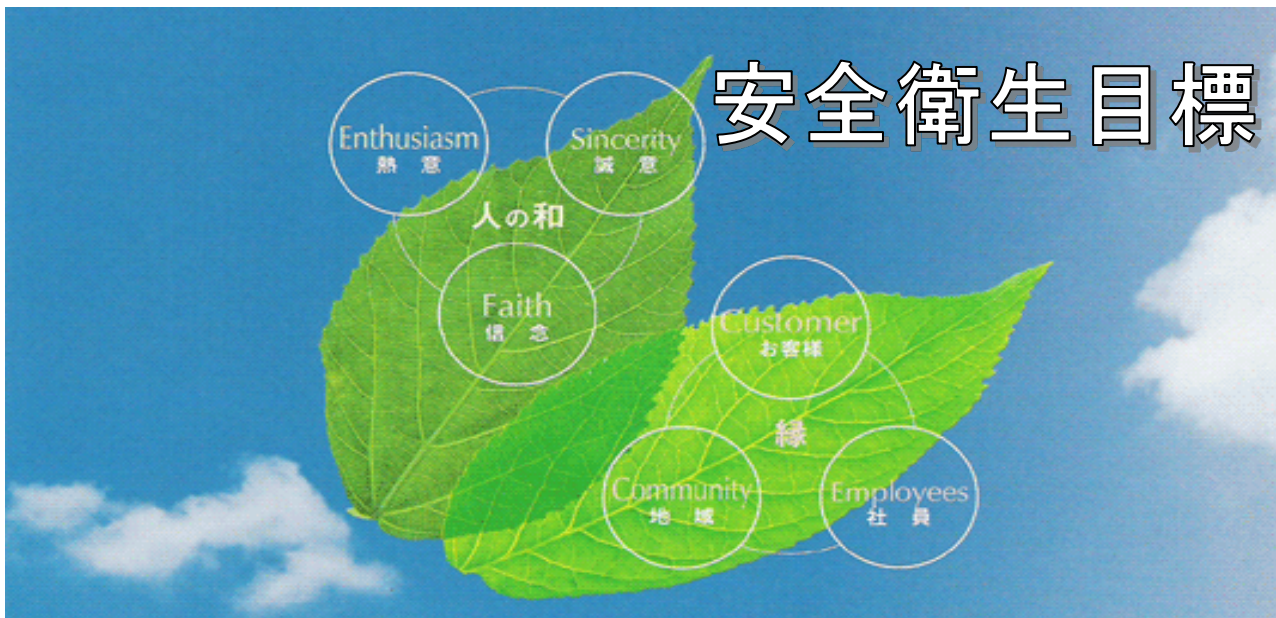 安全衛生目標
Enthusiasm
熱意
Sincerity
誠意
人の和
Faith
信念
Customer
お客様
縁
Community
地域
Employees
社員